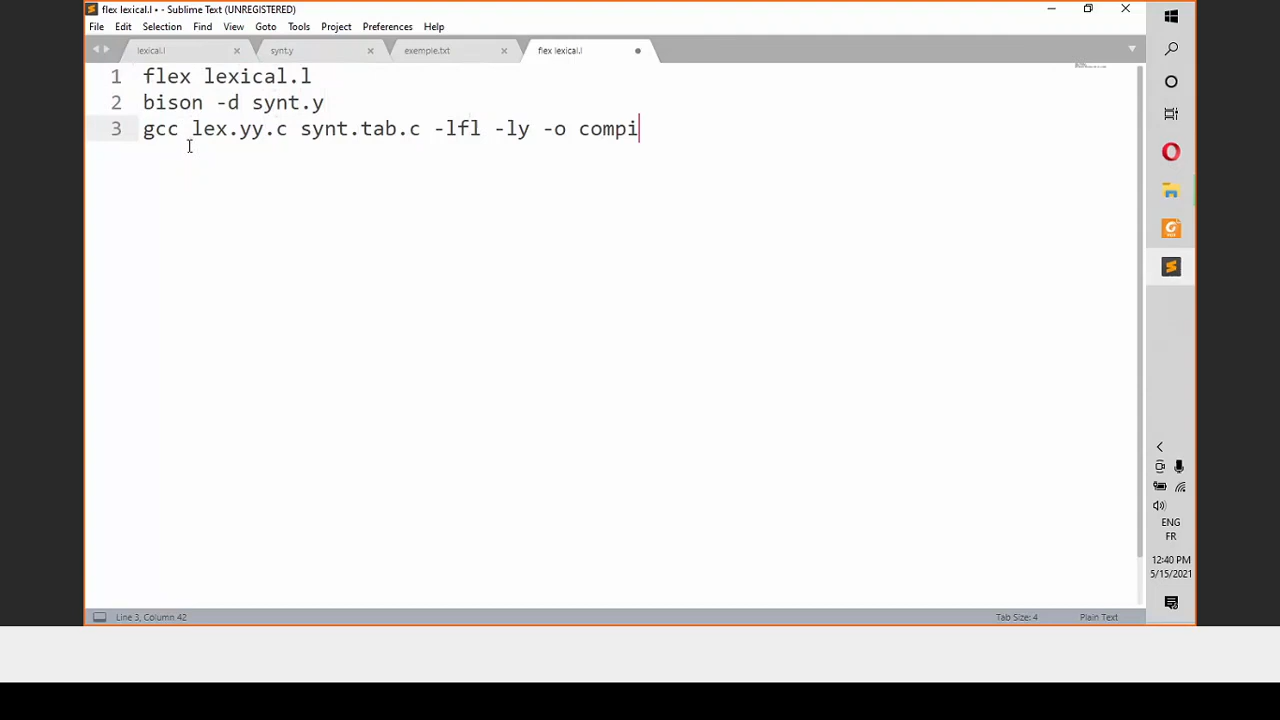 flex lexical.l • - Sublime Text (UNREGISTERED)
File Edit Selection Find View Goto Tools Project Preferences Help
lexical.l synt.y exemple.txt flex lexical.l
1 flex lexical.l
2 bison -d synt.y
3 gcc lex.yy.c synt.tab.c -lfl -ly -o compi
ENG
FR
12:40 PM
5/15/2021
Line 3, Column 42 Tab Size: 4 Plain Text